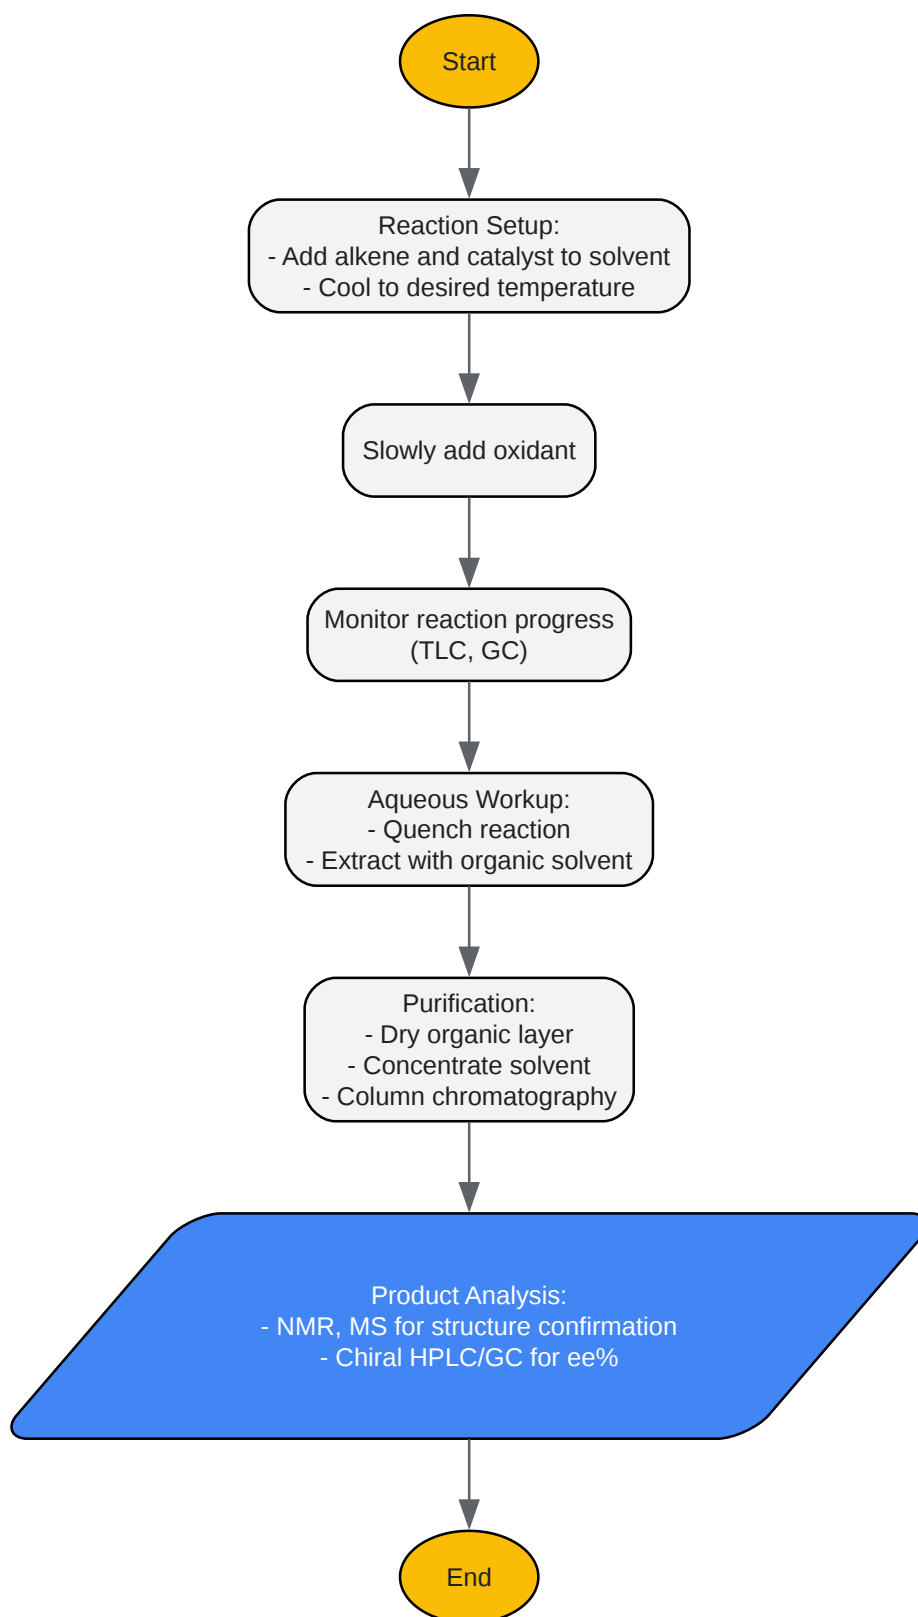 Start
Reaction Setup:
- Add alkene and catalyst to solvent
- Cool to desired temperature
Slowly add oxidant
Monitor reaction progress
(TLC, GC)
Aqueous Workup:
- Quench reaction
- Extract with organic solvent
Purification:
- Dry organic layer
- Concentrate solvent
- Column chromatography
Product Analysis:
- NMR, MS for structure confirmation
- Chiral HPLC/GC for ee%
End